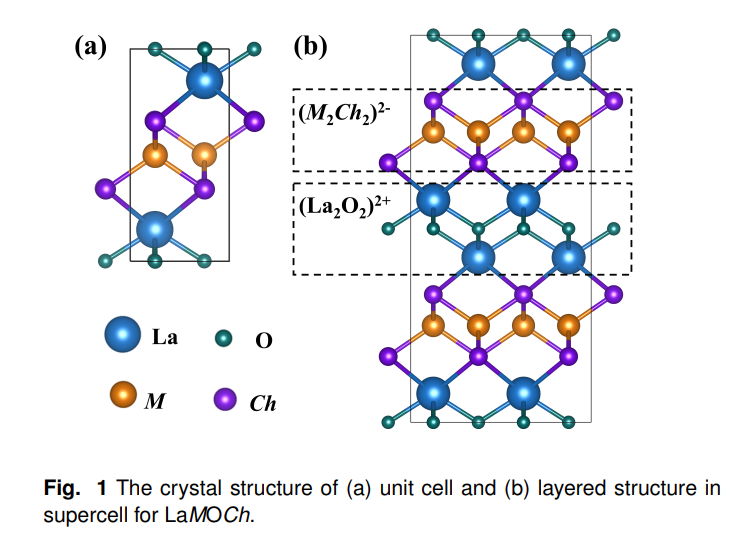 (a)
(b)
(M₂Ch₂)²⁻
(La₂O₂)²⁺
La
O
M
Ch
Fig. 1 The crystal structure of (a) unit cell and (b) layered structure in
supercell for LaMOCh.